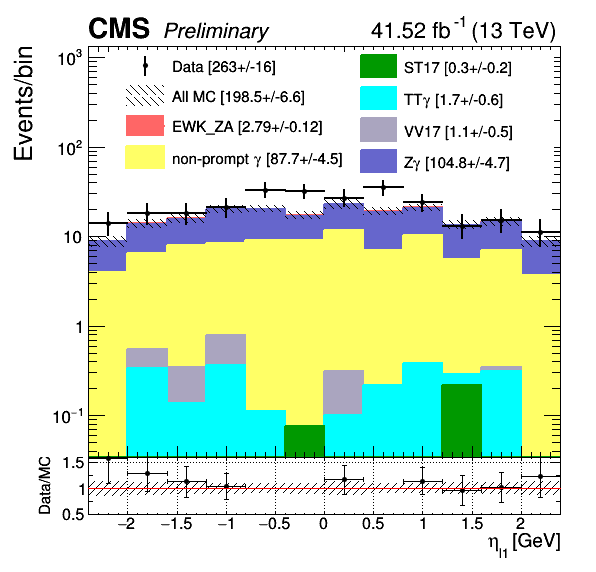 CMS Preliminary 41.52 fb⁻¹ (13 TeV)
Events/bin
10³
10²
10
1
10⁻¹
Data [263+/-16]
All MC [198.5+/-6.6]
EWK_ZA [2.79+/-0.12]
non-prompt γ [87.7+/-4.5]
ST17 [0.3+/-0.2]
TTγ [1.7+/-0.6]
VV17 [1.1+/-0.5]
Zγ [104.8+/-4.7]
Data/MC
1.5
1
0.5
−2 −1.5 −1 −0.5 0 0.5 1 1.5 2
η_l1 [GeV]